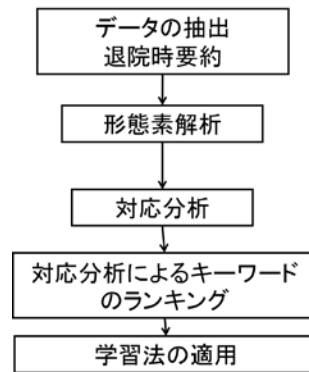 データの抽出
退院時要約
形態素解析
対応分析
対応分析によるキーワード
のランキング
学習法の適用